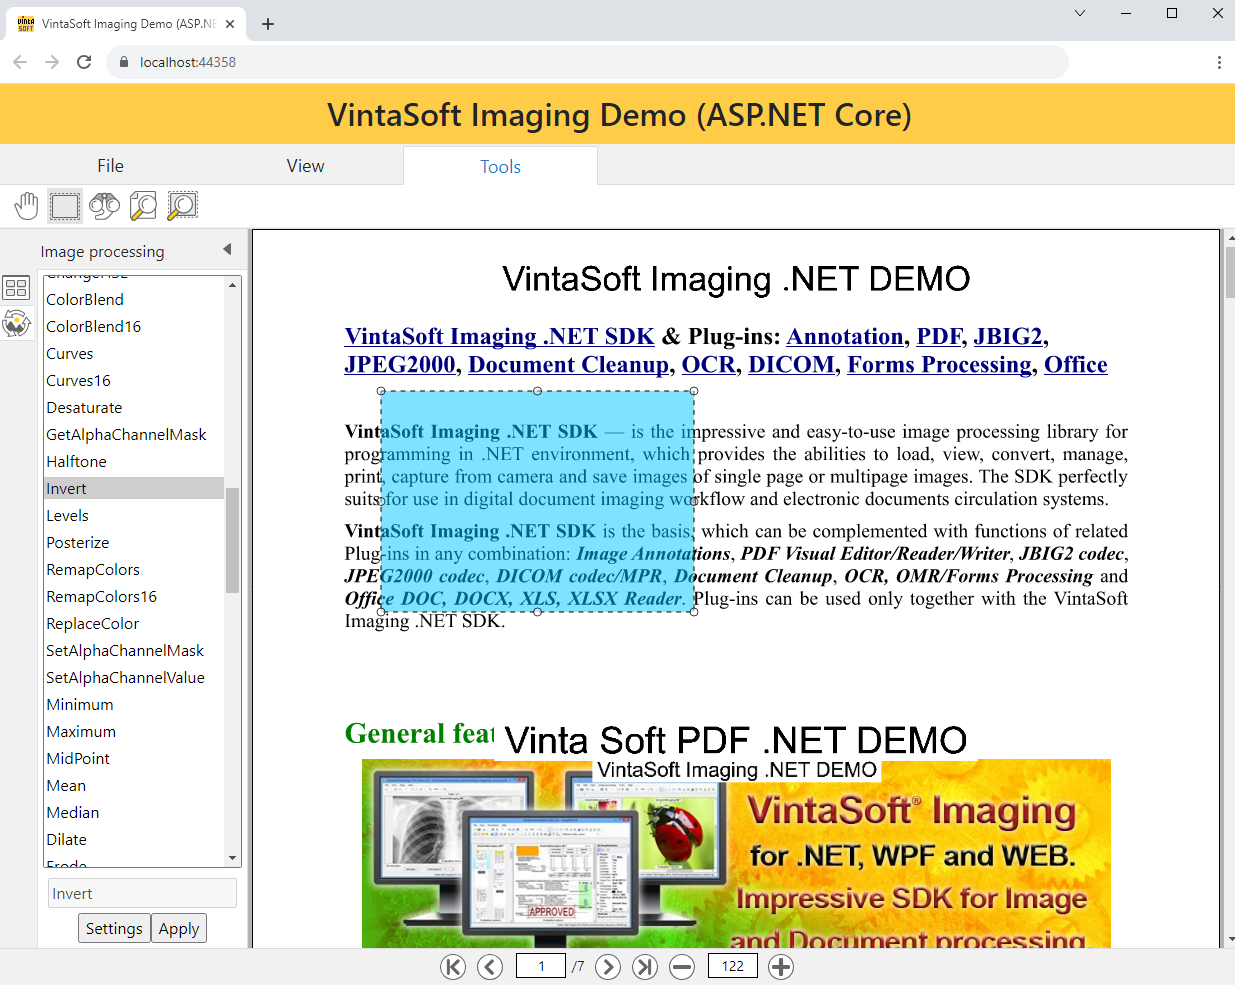 VINTA
SOFT
VintaSoft Imaging Demo (ASP.NE
localhost:44358
VintaSoft Imaging Demo (ASP.NET Core)
File
View
Tools
Image processing
ColorBlend
ColorBlend16
Curves
Curves16
Desaturate
GetAlphaChannelMask
Halftone
Invert
Levels
Posterize
RemapColors
RemapColors16
ReplaceColor
SetAlphaChannelMask
SetAlphaChannelValue
Minimum
Maximum
MidPoint
Mean
Median
Dilate
Erode
Invert
Settings
Apply
VintaSoft Imaging .NET DEMO
VintaSoft Imaging .NET SDK & Plug-ins: Annotation, PDF, JBIG2,
JPEG2000, Document Cleanup, OCR, DICOM, Forms Processing, Office
VintaSoft Imaging .NET SDK — is the impressive and easy-to-use image processing library for
programming in .NET environment, which provides the abilities to load, view, convert, manage,
print, capture from camera and save images of single page or multipage images. The SDK perfectly
suits for use in digital document imaging workflow and electronic documents circulation systems.
VintaSoft Imaging .NET SDK is the basis, which can be complemented with functions of related
Plug-ins in any combination: Image Annotations, PDF Visual Editor/Reader/Writer, JBIG2 codec,
JPEG2000 codec, DICOM codec/MPR, Document Cleanup, OCR, OMR/Forms Processing and
Office DOC, DOCX, XLS, XLSX Reader. Plug-ins can be used only together with the VintaSoft
Imaging .NET SDK.
General feat
Vinta Soft PDF .NET DEMO
VintaSoft Imaging .NET DEMO
VintaSoft® Imaging
for .NET, WPF and WEB.
Impressive SDK for Image
and Document processing
APPROVED
1 /7
122